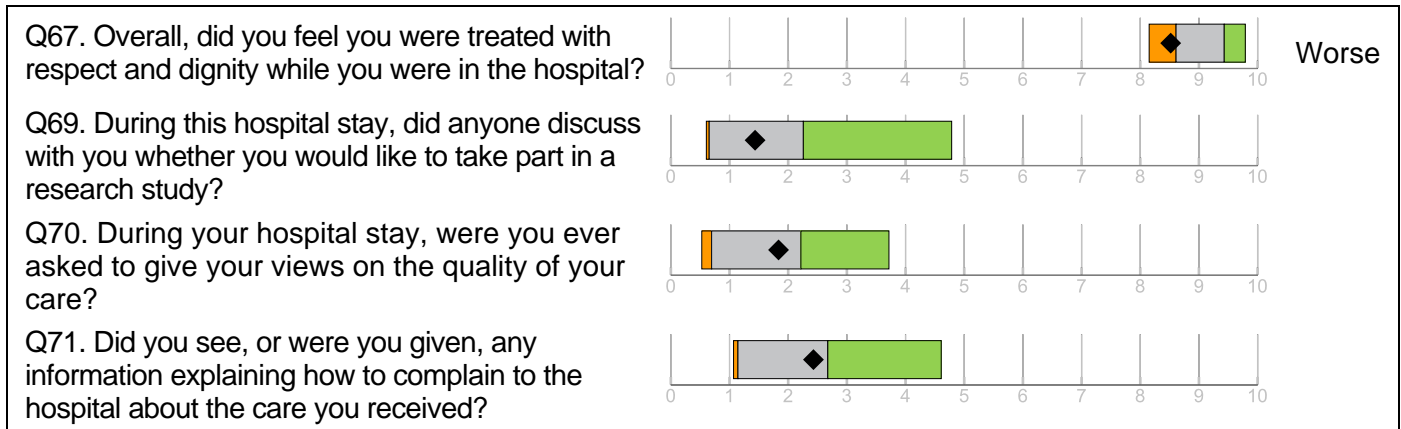 Q67. Overall, did you feel you were treated with
respect and dignity while you were in the hospital?
0 1 2 3 4 5 6 7 8 9 10
Worse
Q69. During this hospital stay, did anyone discuss
with you whether you would like to take part in a
research study?
0 1 2 3 4 5 6 7 8 9 10
Q70. During your hospital stay, were you ever
asked to give your views on the quality of your
care?
0 1 2 3 4 5 6 7 8 9 10
Q71. Did you see, or were you given, any
information explaining how to complain to the
hospital about the care you received?
0 1 2 3 4 5 6 7 8 9 10